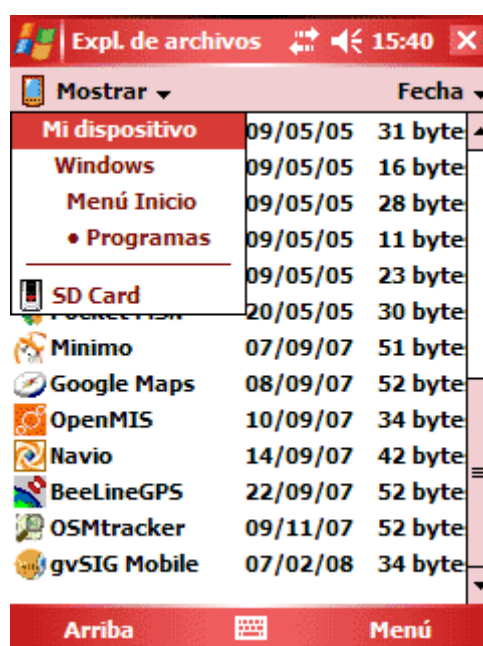 Expl. de archivos 15:40
Mostrar Fecha
Mi dispositivo 09/05/05 31 byte
Windows 09/05/05 16 byte
Menú Inicio 09/05/05 28 byte
• Programas 09/05/05 11 byte
09/05/05 23 byte
SD Card
20/05/05 30 byte
Minimo 07/09/07 51 byte
Google Maps 08/09/07 52 byte
OpenMIS 10/09/07 34 byte
Navio 14/09/07 42 byte
BeeLineGPS 22/09/07 52 byte
OSMtracker 09/11/07 52 byte
gvSIG Mobile 07/02/08 34 byte
Arriba Menú